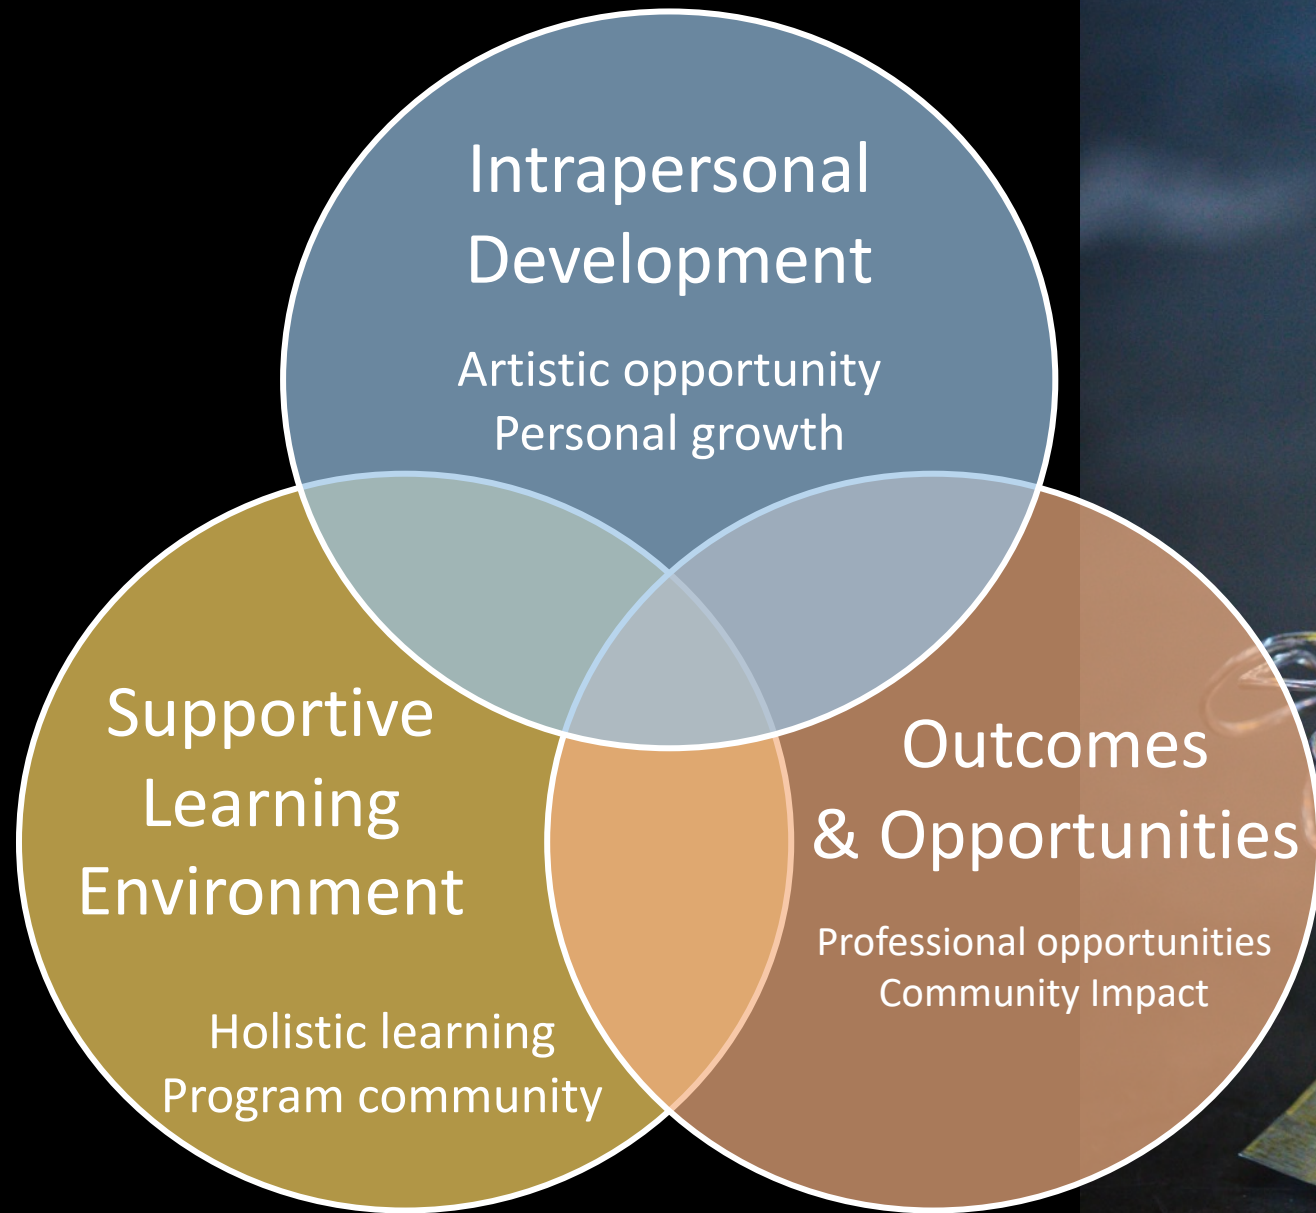 Intrapersonal
Development
Artistic opportunity
Personal growth
Supportive
Learning
Environment
Holistic learning
Program community
Outcomes
& Opportunities
Professional opportunities
Community Impact